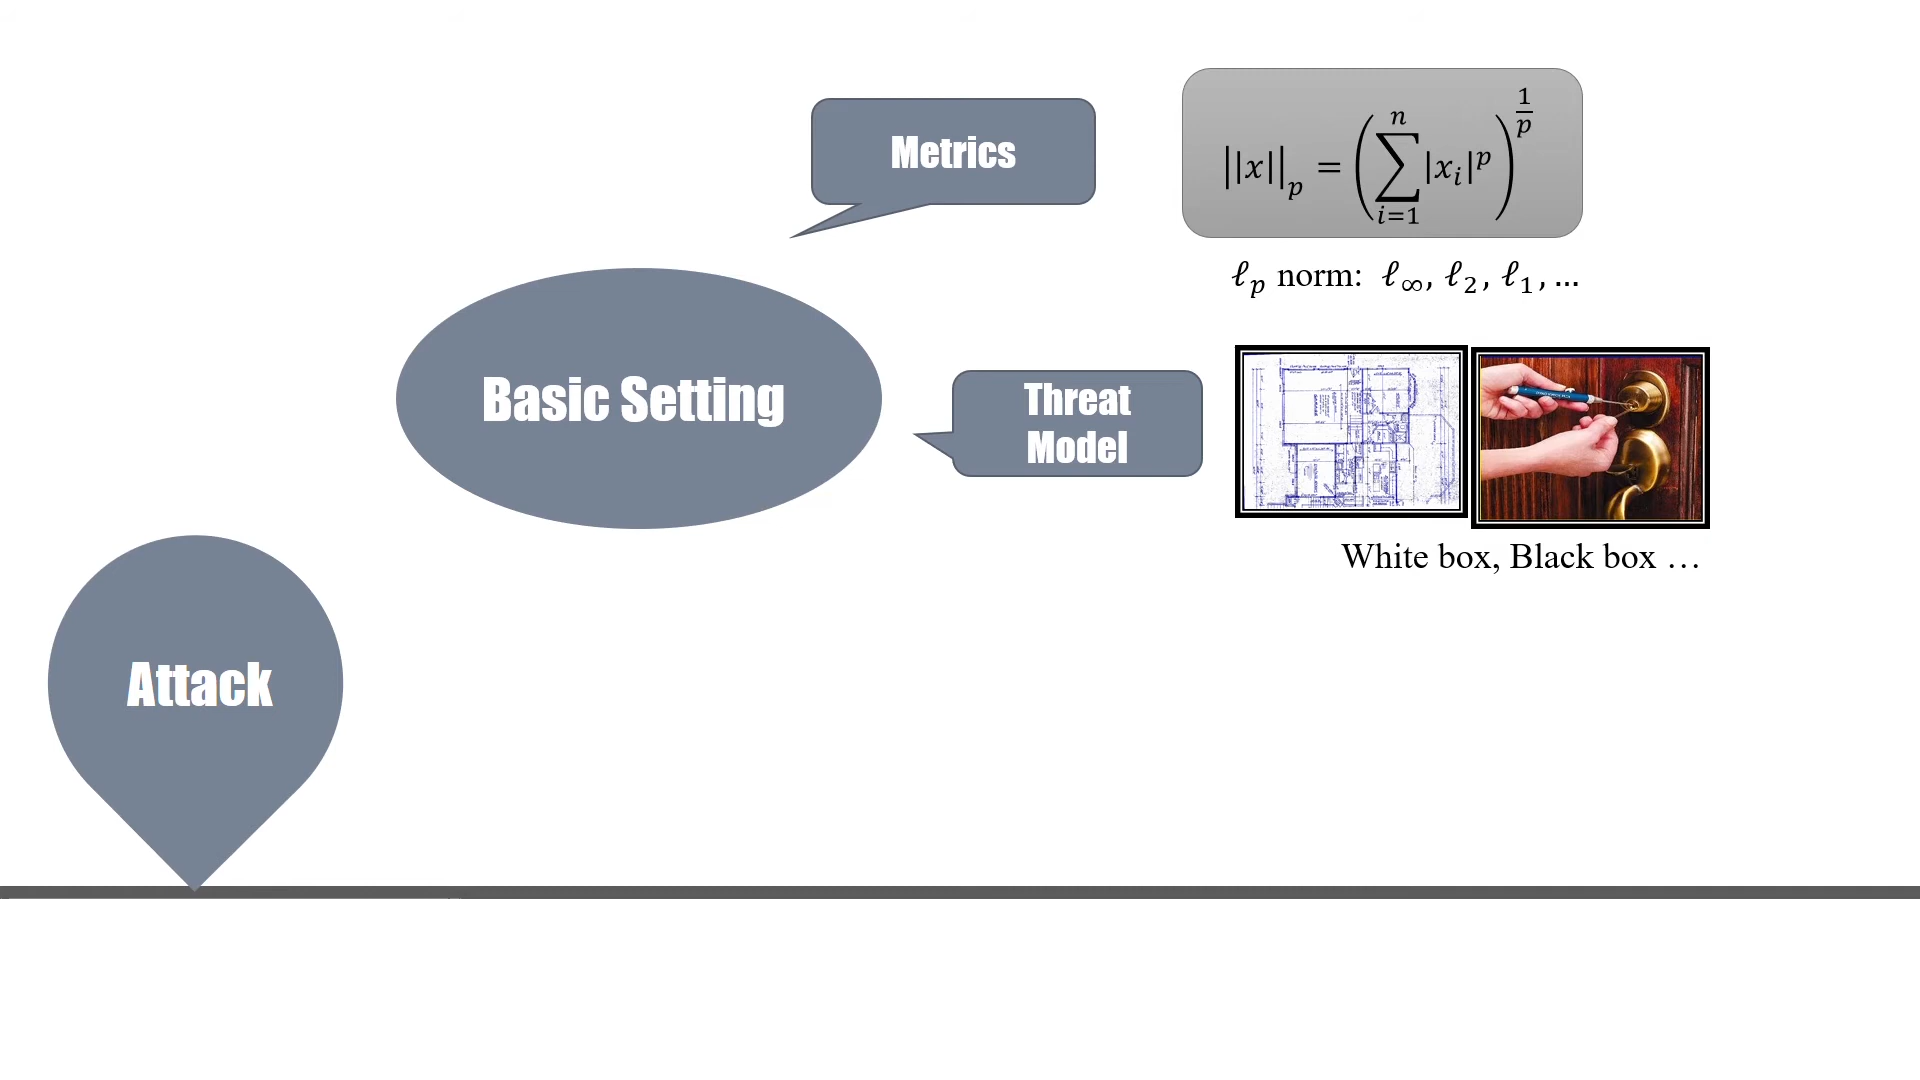 Metrics
||x||_p = (∑_{i=1}^{n} |x_i|^p)^{1/p}
ℓ_p norm: ℓ_∞, ℓ_2, ℓ_1, …
Basic Setting
Threat
Model
White box, Black box …
Attack